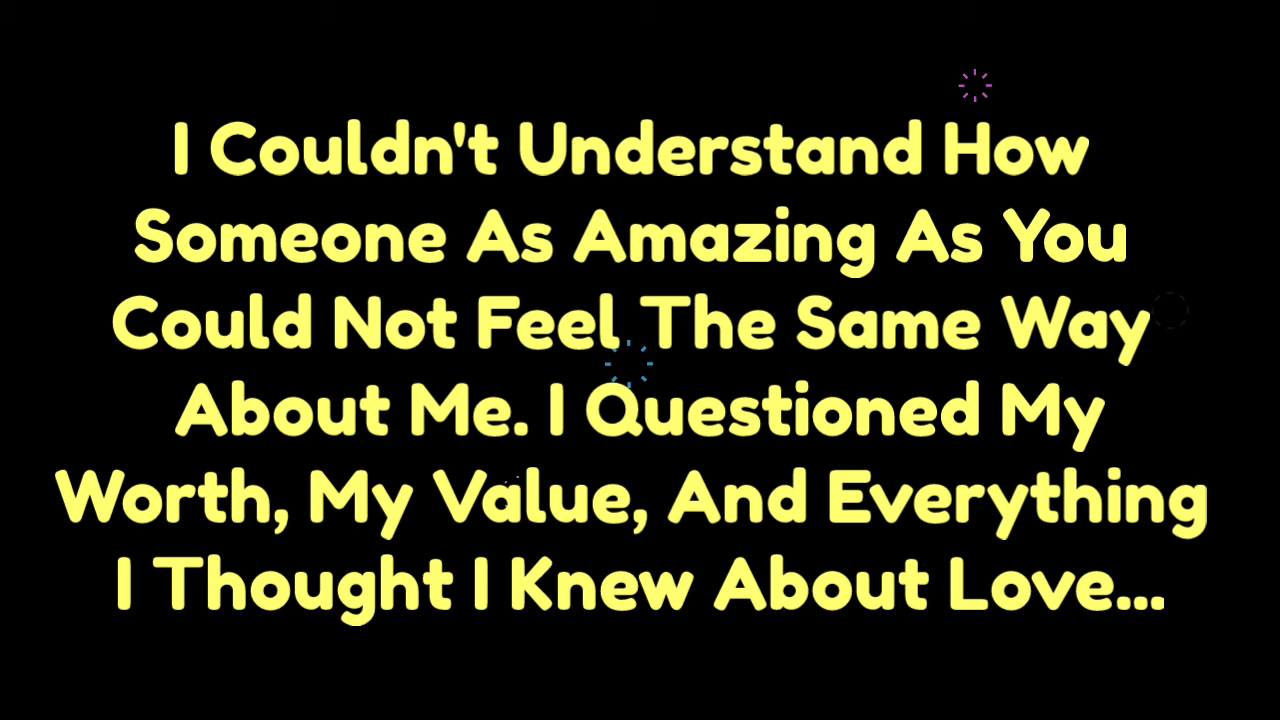 I Couldn't Understand How
Someone As Amazing As You
Could Not Feel The Same Way
About Me. I Questioned My
Worth, My Value, And Everything
I Thought I Knew About Love...